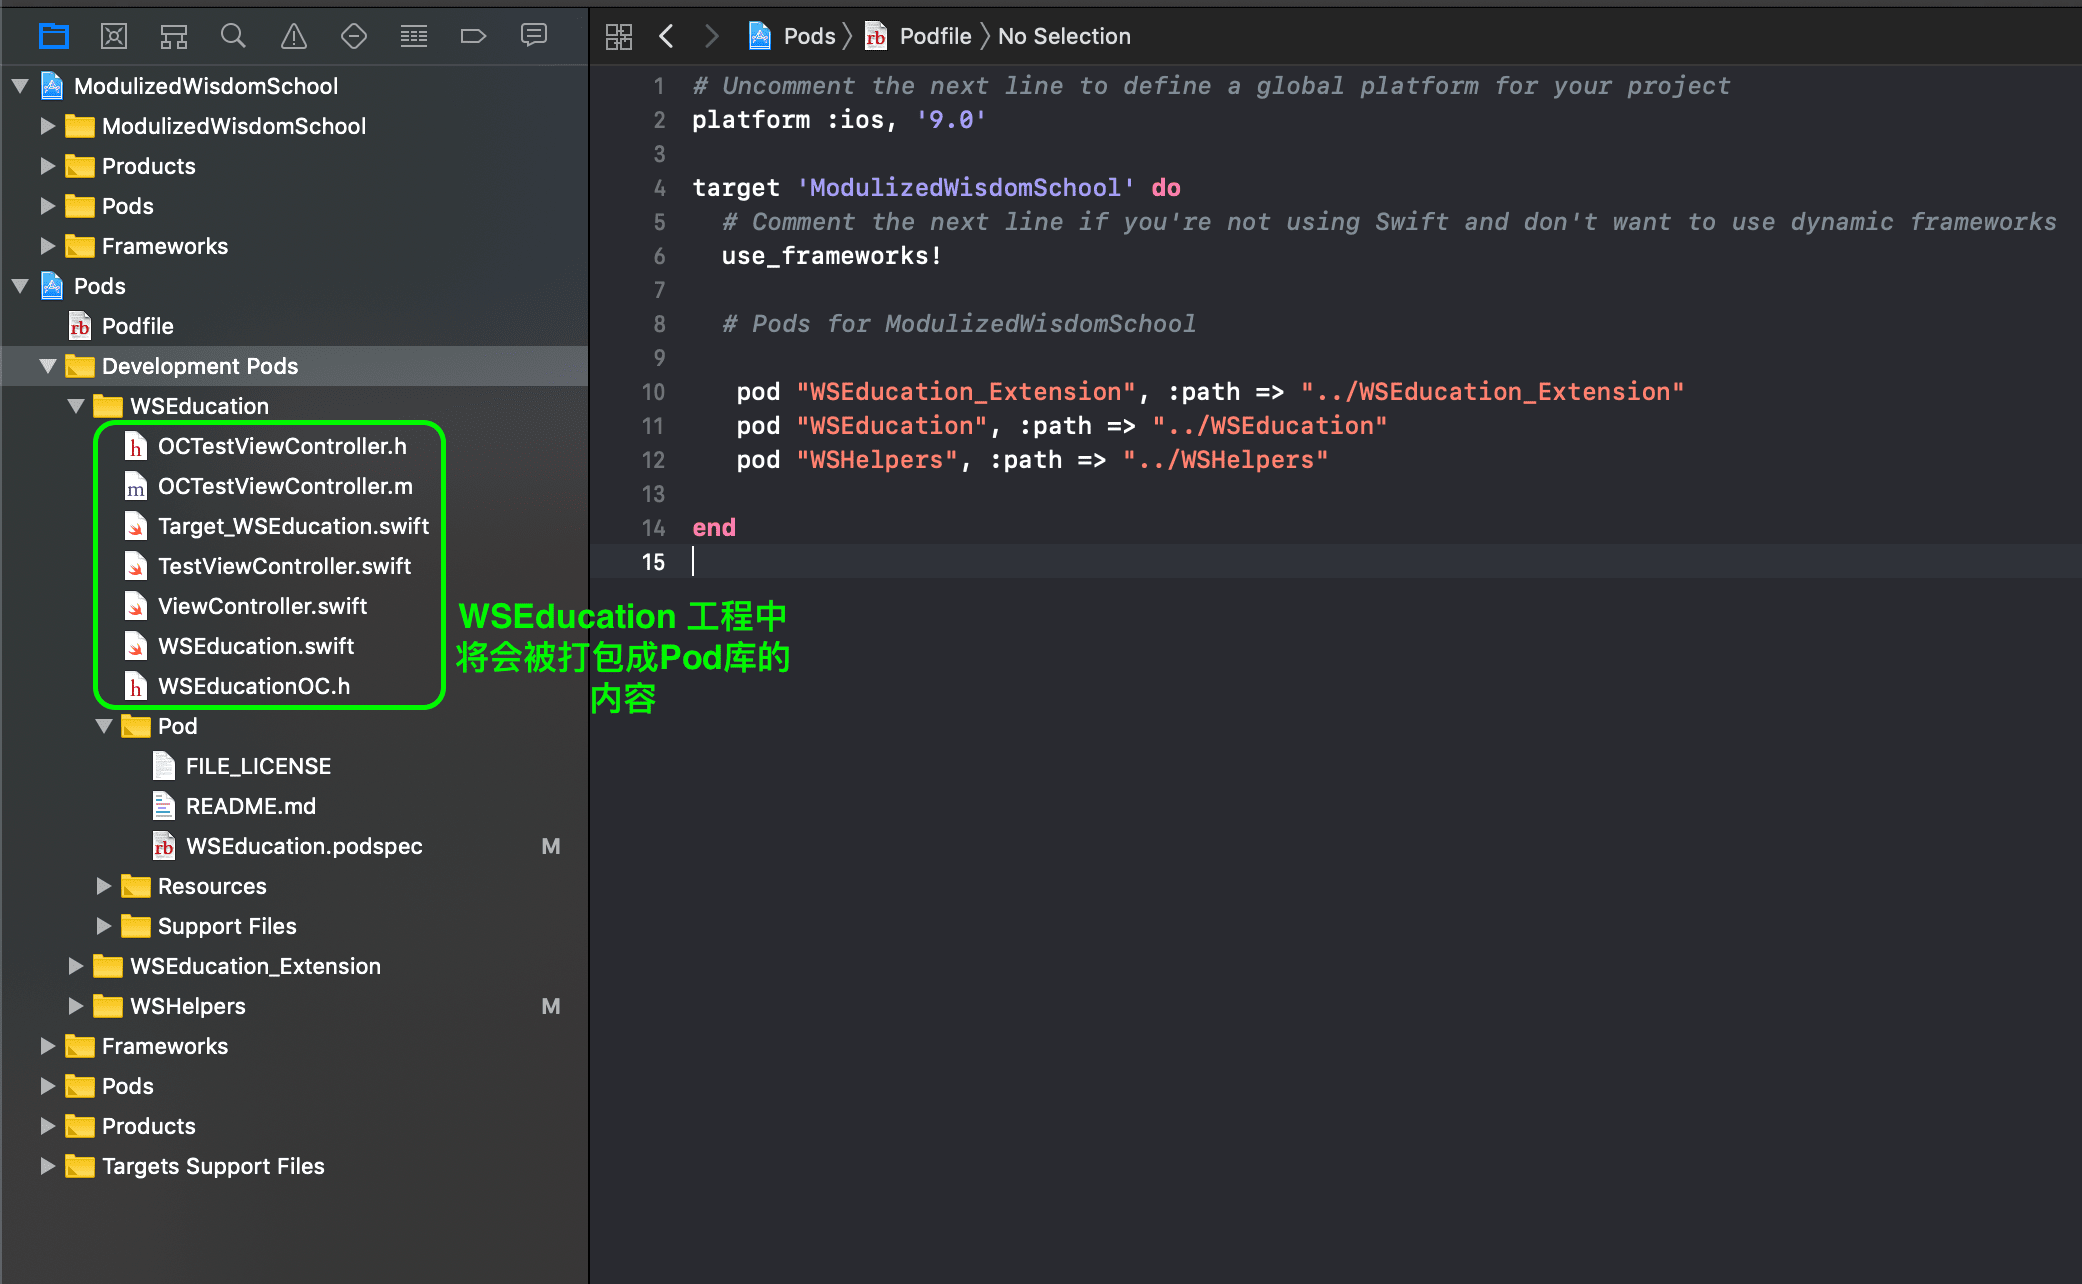 Pods
Podfile
No Selection
ModulizedWisdomSchool
ModulizedWisdomSchool
Products
Pods
Frameworks
Pods
rb Podfile
Development Pods
WSEducation
h OCTestViewController.h
m OCTestViewController.m
Target_WSEducation.swift
TestViewController.swift
ViewController.swift
WSEducation.swift
h WSEducationOC.h
Pod
FILE_LICENSE
README.md
rb WSEducation.podspec M
Resources
Support Files
WSEducation_Extension
WSHelpers M
Frameworks
Pods
Products
Targets Support Files
1 # Uncomment the next line to define a global platform for your project
2 platform :ios, '9.0'
3
4 target 'ModulizedWisdomSchool' do
5 # Comment the next line if you're not using Swift and don't want to use dynamic frameworks
6 use_frameworks!
7
8 # Pods for ModulizedWisdomSchool
9
10 pod "WSEducation_Extension", :path => "../WSEducation_Extension"
11 pod "WSEducation", :path => "../WSEducation"
12 pod "WSHelpers", :path => "../WSHelpers"
13
14 end
15
WSEducation 工程中
将会被打包成Pod库的
内容